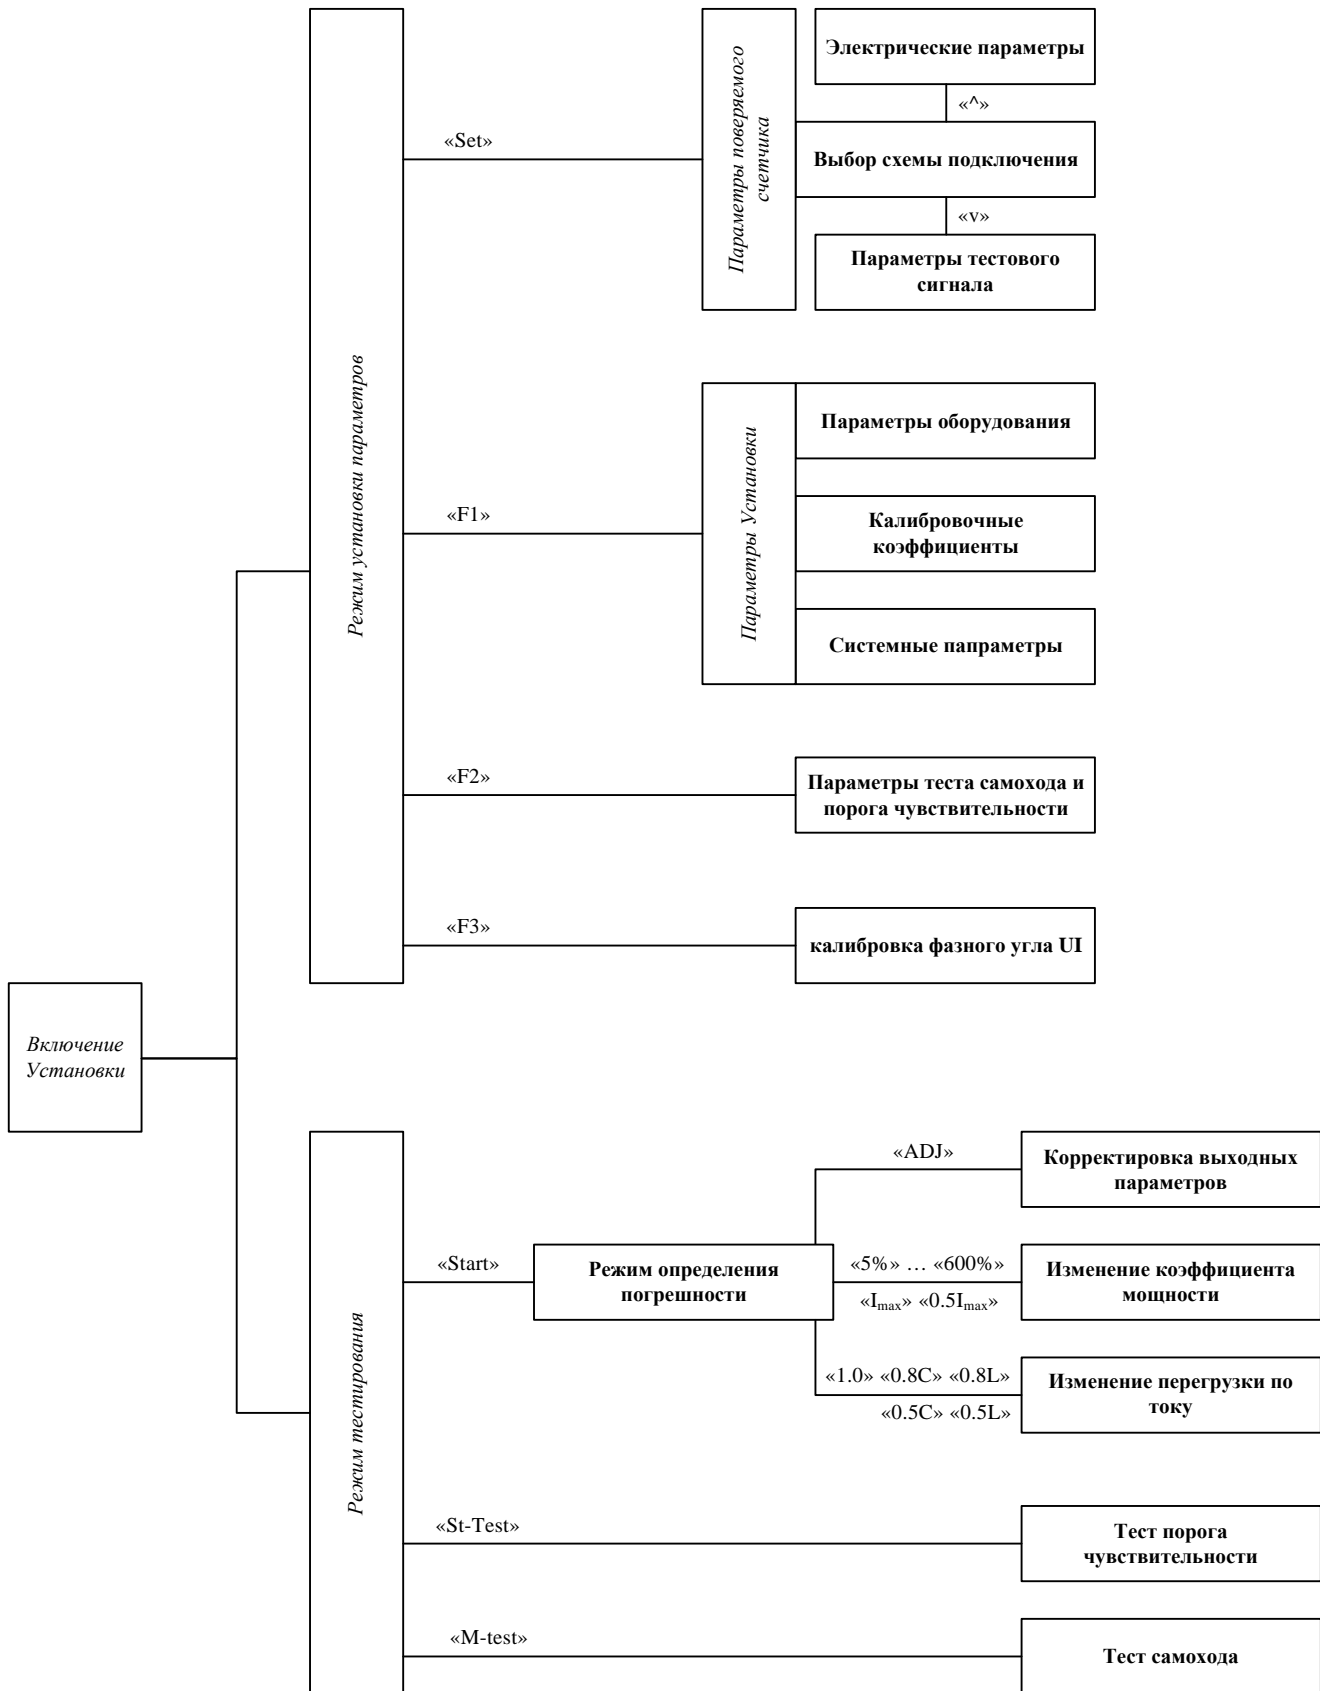 Электрические параметры
«^»
Параметры поверяемого
счетчика
«Set»
Выбор схемы подключения
«v»
Параметры тестового
сигнала
Режим установки параметров
Параметры оборудования
«F1»
Параметры Установки
Калибровочные
коэффициенты
Системные папраметры
«F2»
Параметры теста самохода и
порога чувствительности
«F3»
калибровка фазного угла UI
Включение
Установки
Режим тестирования
«ADJ»
Корректировка выходных
параметров
«Start»
Режим определения
погрешности
«5%» … «600%»
«Imax» «0.5Imax»
Изменение коэффициента
мощности
«1.0» «0.8C» «0.8L»
«0.5C» «0.5L»
Изменение перегрузки по
току
«St-Test»
Тест порога
чувствительности
«M-test»
Тест самохода